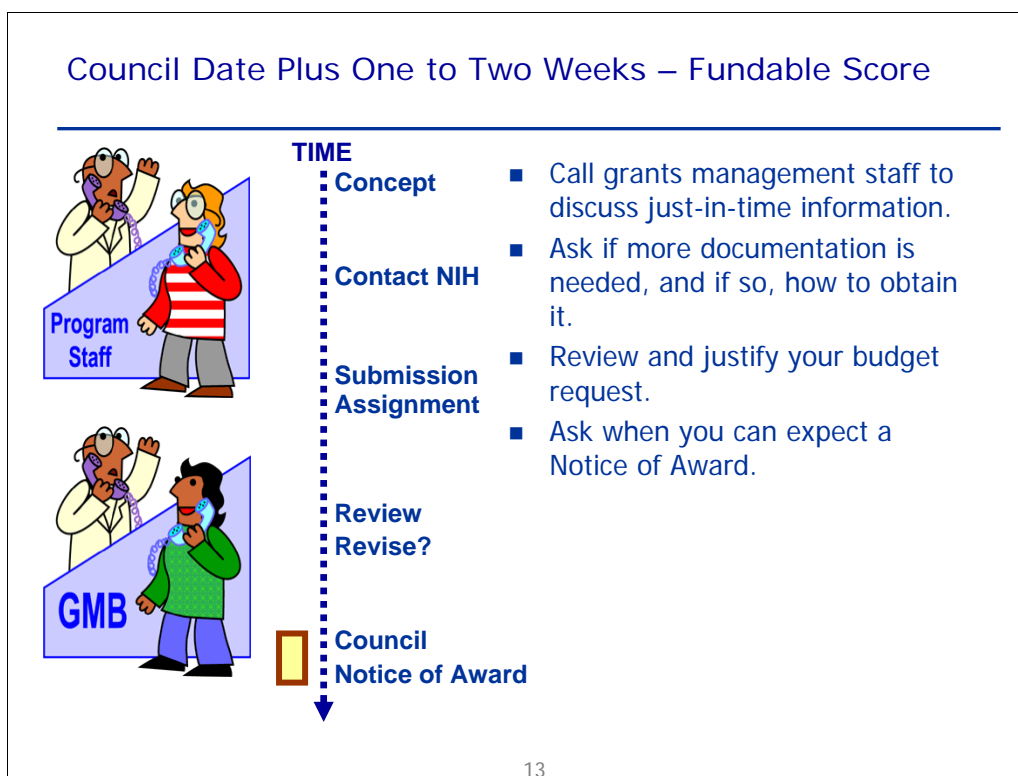 Council Date Plus One to Two Weeks – Fundable Score
Program
Staff
GMB
TIME
Concept
Contact NIH
Submission
Assignment
Review
Revise?
Council
Notice of Award
■ Call grants management staff to
discuss just-in-time information.
■ Ask if more documentation is
needed, and if so, how to obtain
it.
■ Review and justify your budget
request.
■ Ask when you can expect a
Notice of Award.
13